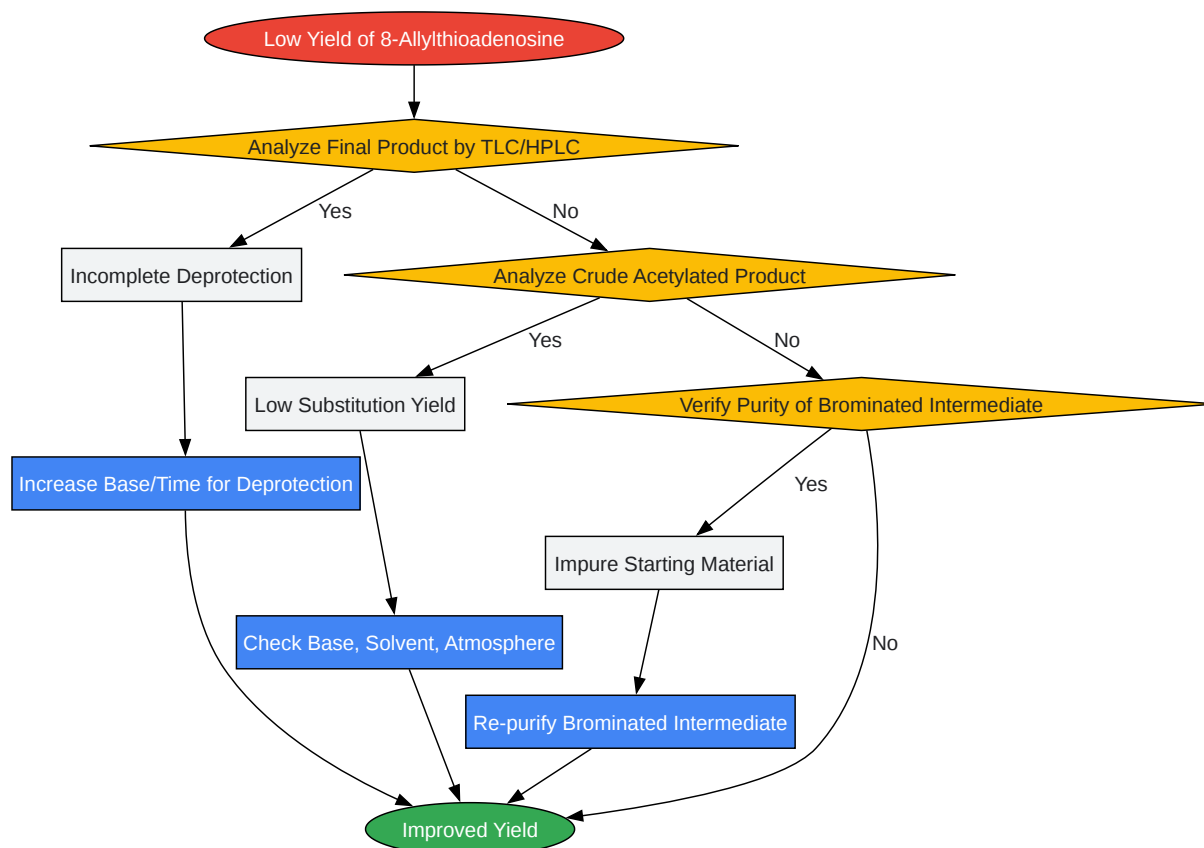 Low Yield of 8-Allylthioadenosine
Analyze Final Product by TLC/HPLC
Yes
No
Incomplete Deprotection
Analyze Crude Acetylated Product
Yes
No
Low Substitution Yield
Verify Purity of Brominated Intermediate
Increase Base/Time for Deprotection
Yes
Impure Starting Material
Check Base, Solvent, Atmosphere
No
Re-purify Brominated Intermediate
Improved Yield